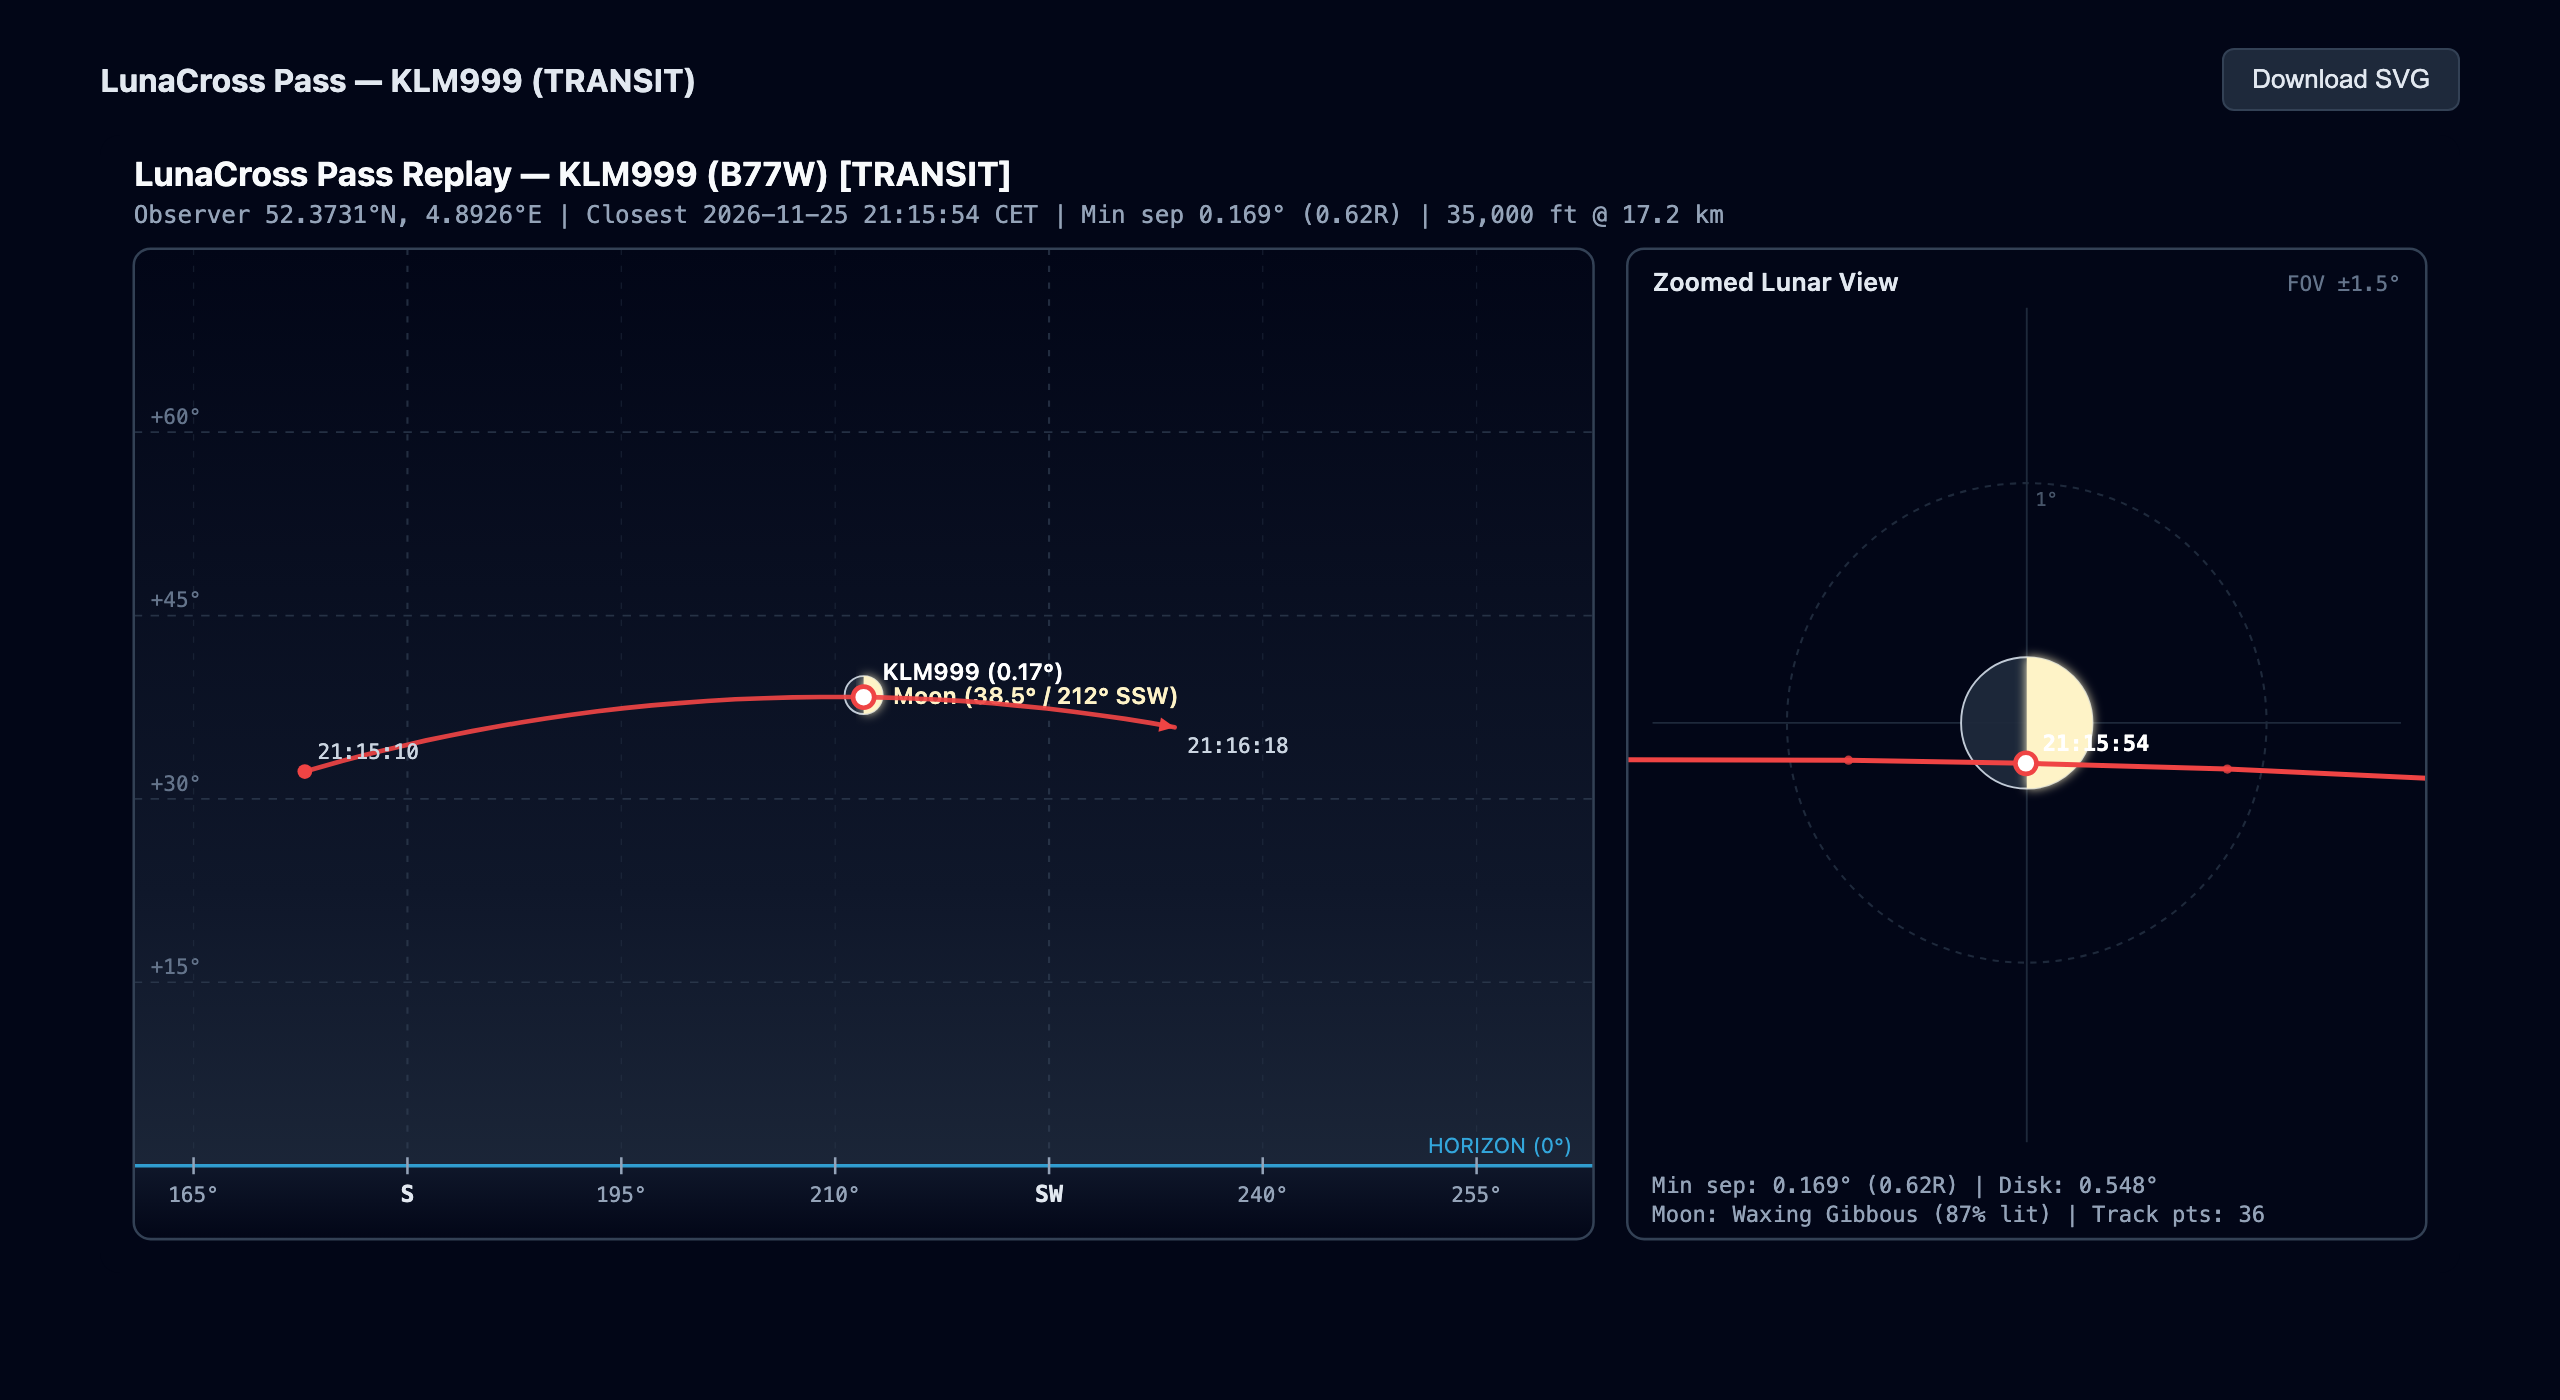 LunaCross Pass — KLM999 (TRANSIT)
Download SVG
LunaCross Pass Replay — KLM999 (B77W) [TRANSIT]
Observer 52.3731°N, 4.8926°E | Closest 2026-11-25 21:15:54 CET | Min sep 0.169° (0.62R) | 35,000 ft @ 17.2 km
+60°
+45°
+30°
+15°
KLM999 (0.17°)
Moon (38.5° / 212° SSW)
21:15:10
21:16:18
HORIZON (0°)
165°
S
195°
210°
SW
240°
255°
Zoomed Lunar View
FOV ±1.5°
1°
21:15:54
Min sep: 0.169° (0.62R) | Disk: 0.548°
Moon: Waxing Gibbous (87% lit) | Track pts: 36